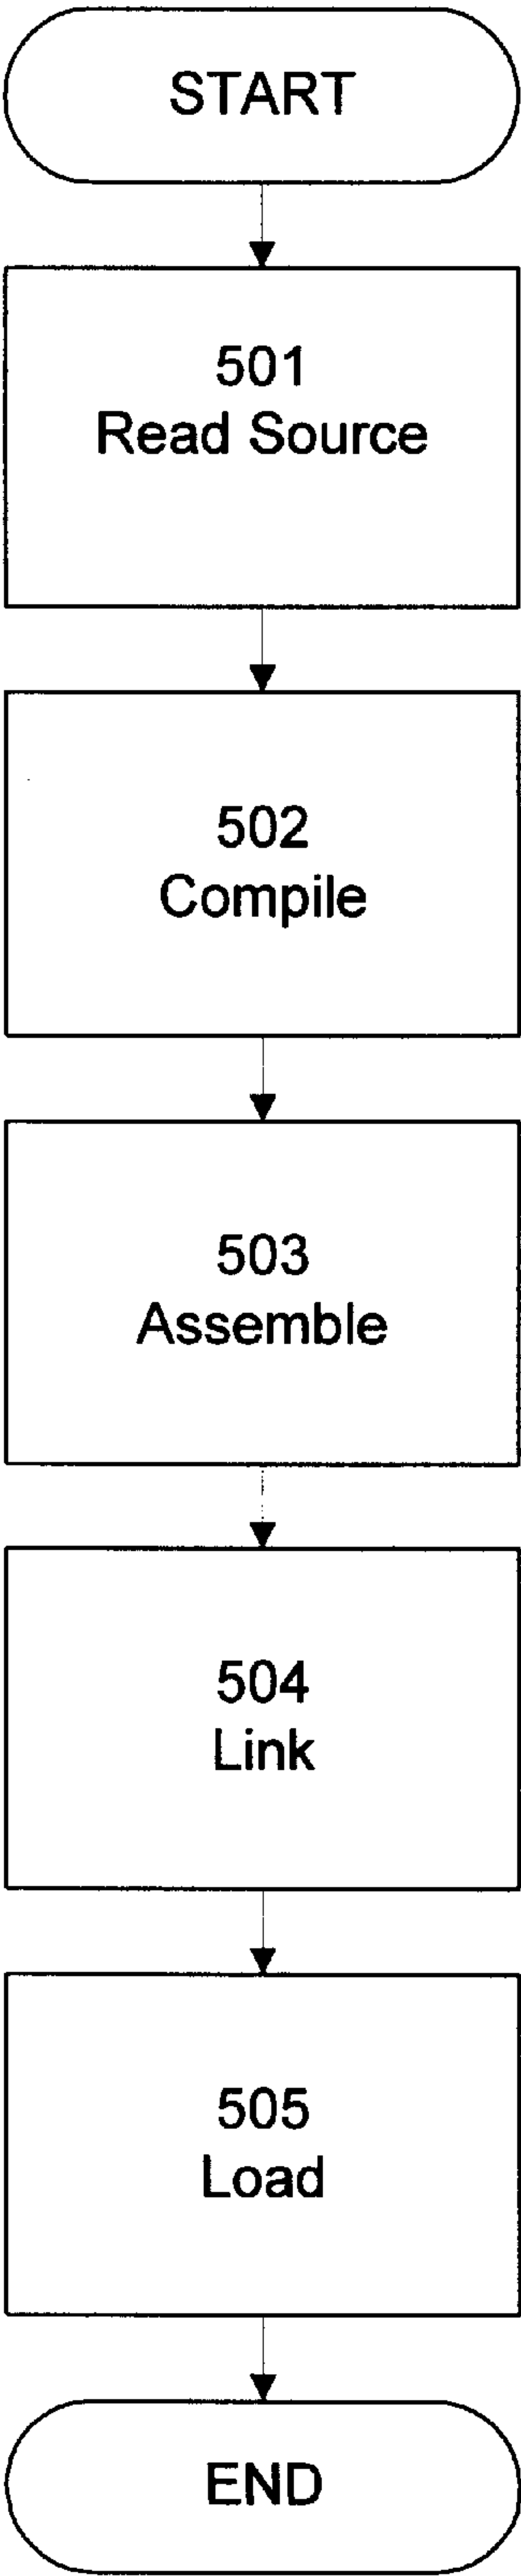 START
501
Read Source
502
Compile
503
Assemble
504
Link
505
Load
END